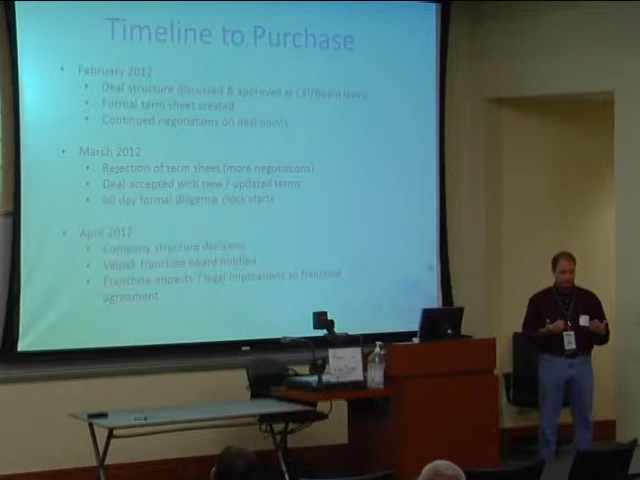 Timeline to Purchase
• February 2012
• Deal structure discussed & approved at CEI/Board levels
• Formal term sheet created
• Continued negotiations on deal points
• March 2012
• Rejection of term sheet (more negotiations)
• Deal accepted with new / updated terms
• 60 day formal diligence clock starts
• April 2012
• Company structure decisions
• Valpak franchise board notified
• Franchise impacts / legal implications to franchise
agreement